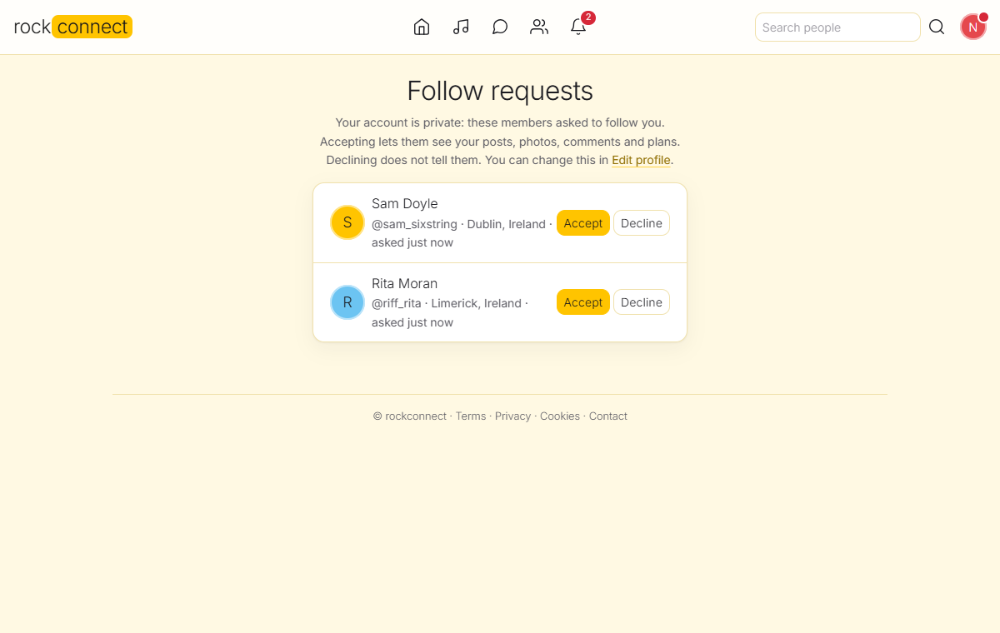 rock connect
2
Search people
N
Follow requests
Your account is private: these members asked to follow you.
Accepting lets them see your posts, photos, comments and plans.
Declining does not tell them. You can change this in Edit profile.
S
Sam Doyle
@sam_sixstring · Dublin, Ireland ·
asked just now
Accept
Decline
R
Rita Moran
@riff_rita · Limerick, Ireland ·
asked just now
Accept
Decline
© rockconnect · Terms · Privacy · Cookies · Contact